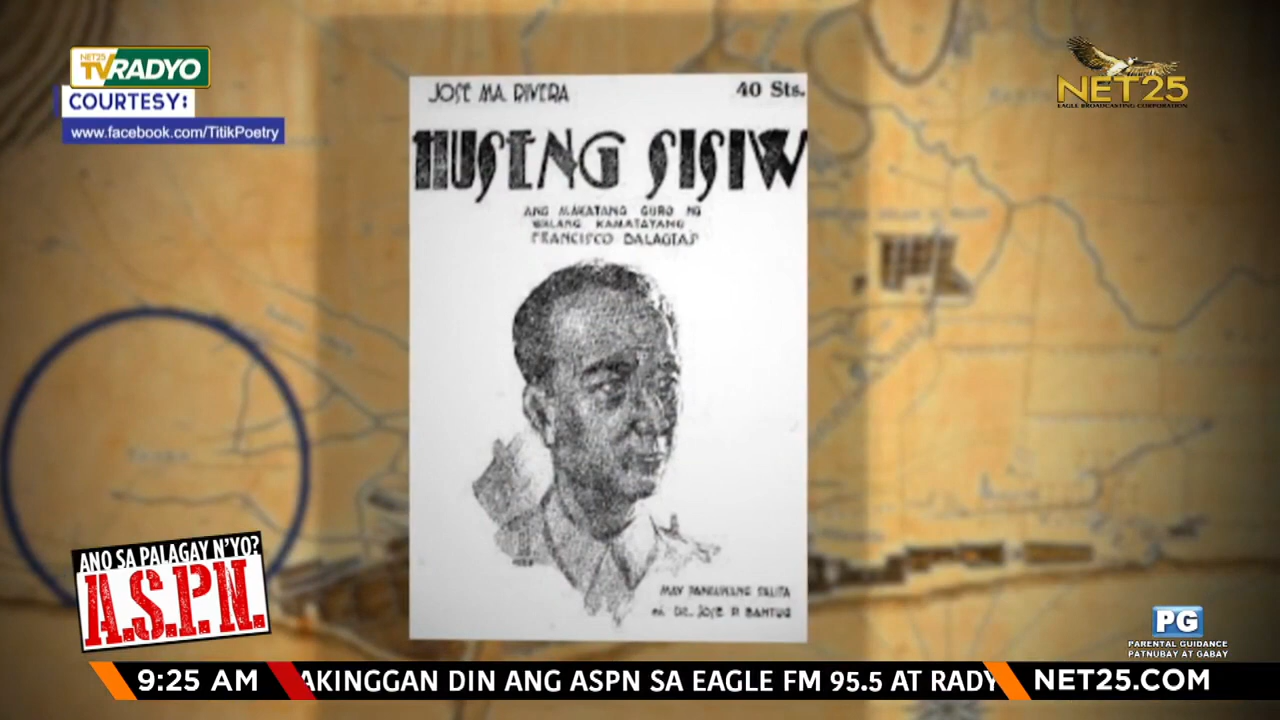 NET25
TVRADYO
COURTESY:
www.facebook.com/TitikPoetry
NET25
EAGLE BROADCASTING CORPORATION
JOSE MA. RIVERA
40 Sts.
HUSENG SISIW
ANG MAKATANG GURO NG
WALANG KAMATAYANG
FRANCISCO BALAGTAS
MAY PANGUNANG SALITA
ni DR. JOSE P. BANTUG
ANO SA PALAGAY N'YO?
A.S.P.N.
PG
PARENTAL GUIDANCE
PATNUBAY AT GABAY
9:25 AM
AKINGGAN DIN ANG ASPN SA EAGLE FM 95.5 AT RADY
NET25.COM